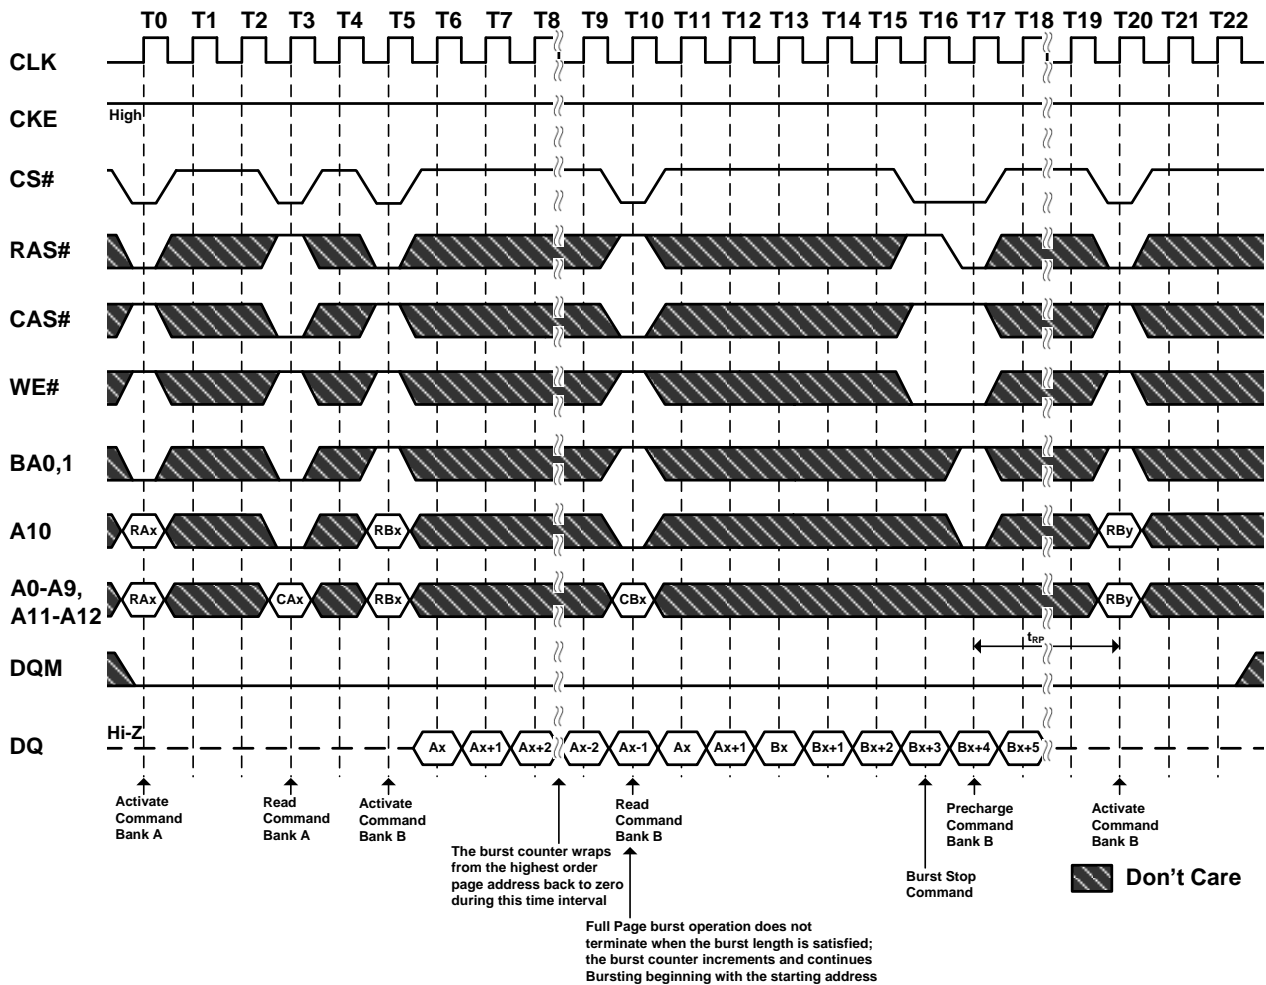 T0 T1 T2 T3 T4 T5 T6 T7 T8 T9 T10 T11 T12 T13 T14 T15 T16 T17 T18 T19 T20 T21 T22
CLK
CKE
High
CS#
RAS#
CAS#
WE#
BA0,1
A10
RAx RBx RBy
A0-A9,
A11-A12
RAx CAx RBx CBx RBy
tRP
DQM
Hi-Z
DQ
Ax Ax+1 Ax+2 Ax-2 Ax-1 Ax Ax+1 Bx Bx+1 Bx+2 Bx+3 Bx+4 Bx+5
Activate
Command
Bank A
Read
Command
Bank A
Activate
Command
Bank B
The burst counter wraps
from the highest order
page address back to zero
during this time interval
Read
Command
Bank B
Full Page burst operation does not
terminate when the burst length is satisfied;
the burst counter increments and continues
Bursting beginning with the starting address
Burst Stop
Command
Precharge
Command
Bank B
Activate
Command
Bank B
Don't Care